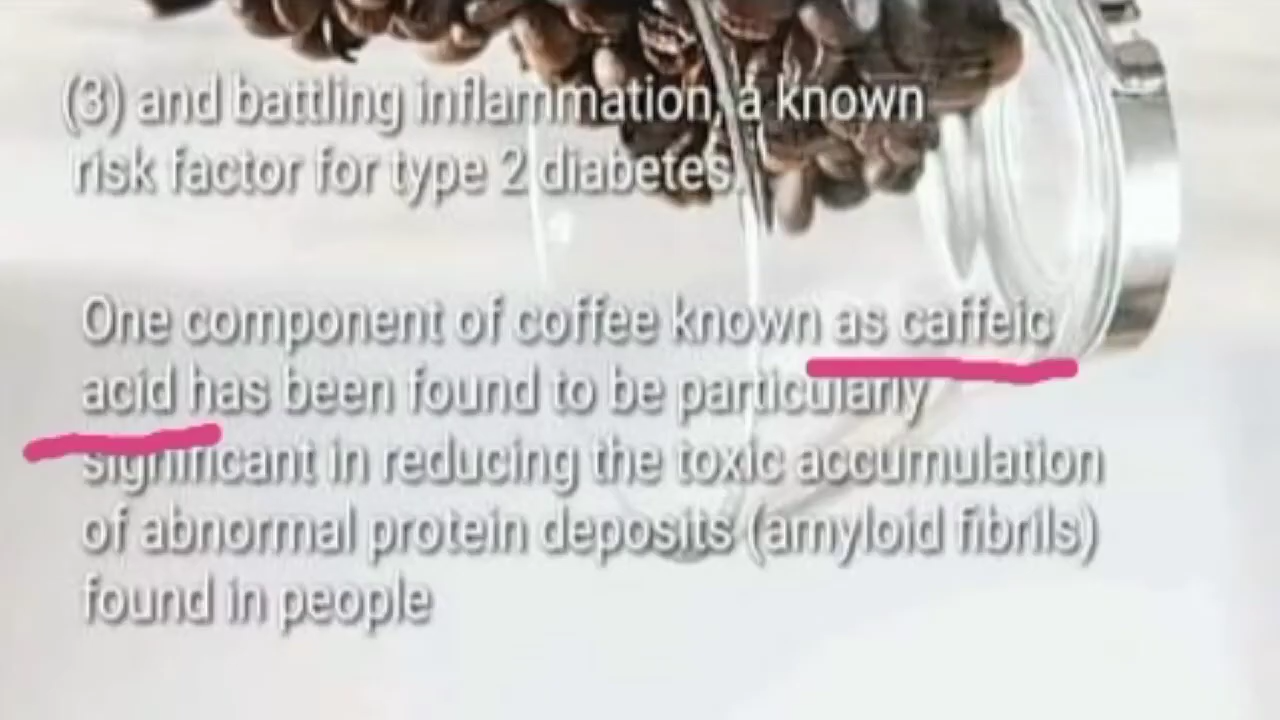 (3) and battling inflammation, a known
risk factor for type 2 diabetes.
One component of coffee known as caffeic
acid has been found to be particularly
significant in reducing the toxic accumulation
of abnormal protein deposits (amyloid fibrils)
found in people